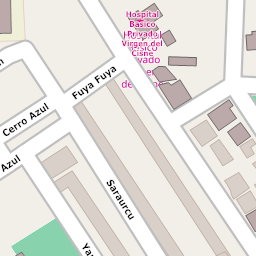 Hospital
Básico
Privado
Virgen del
Cisne
Fuya Fuya
Cerro Azul
Azul
Saraurcu